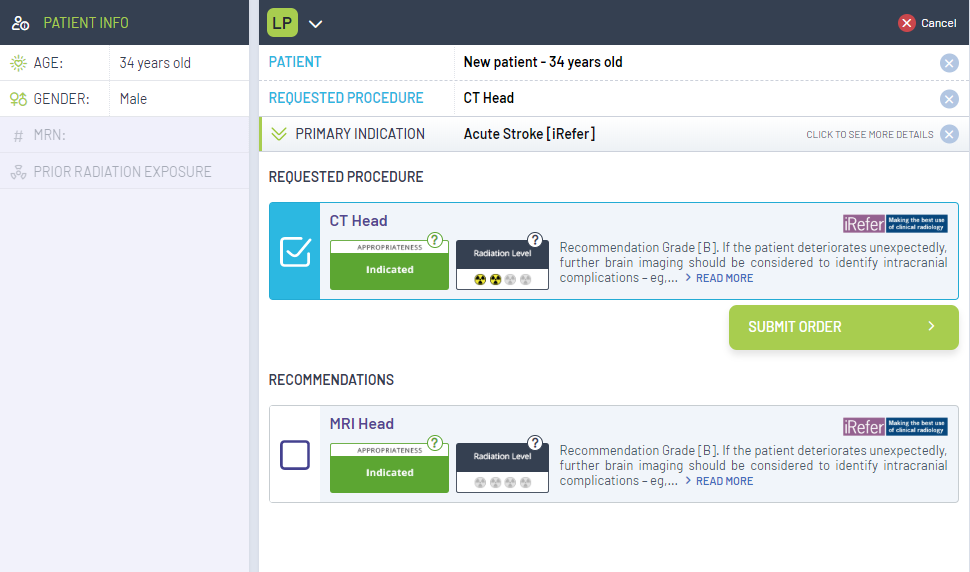 PATIENT INFO
LP
Cancel
AGE:
34 years old
GENDER:
Male
# MRN:
PRIOR RADIATION EXPOSURE
PATIENT
New patient - 34 years old
REQUESTED PROCEDURE
CT Head
PRIMARY INDICATION
Acute Stroke [iRefer]
CLICK TO SEE MORE DETAILS
REQUESTED PROCEDURE
CT Head
iRefer
Making the best use
of clinical radiology
APPROPRIATENESS
?
Indicated
Radiation Level
?
Recommendation Grade [B]. If the patient deteriorates unexpectedly,
further brain imaging should be considered to identify intracranial
complications – eg,... > READ MORE
SUBMIT ORDER >
RECOMMENDATIONS
MRI Head
iRefer
Making the best use
of clinical radiology
APPROPRIATENESS
?
Indicated
Radiation Level
?
Recommendation Grade [B]. If the patient deteriorates unexpectedly,
further brain imaging should be considered to identify intracranial
complications – eg,... > READ MORE